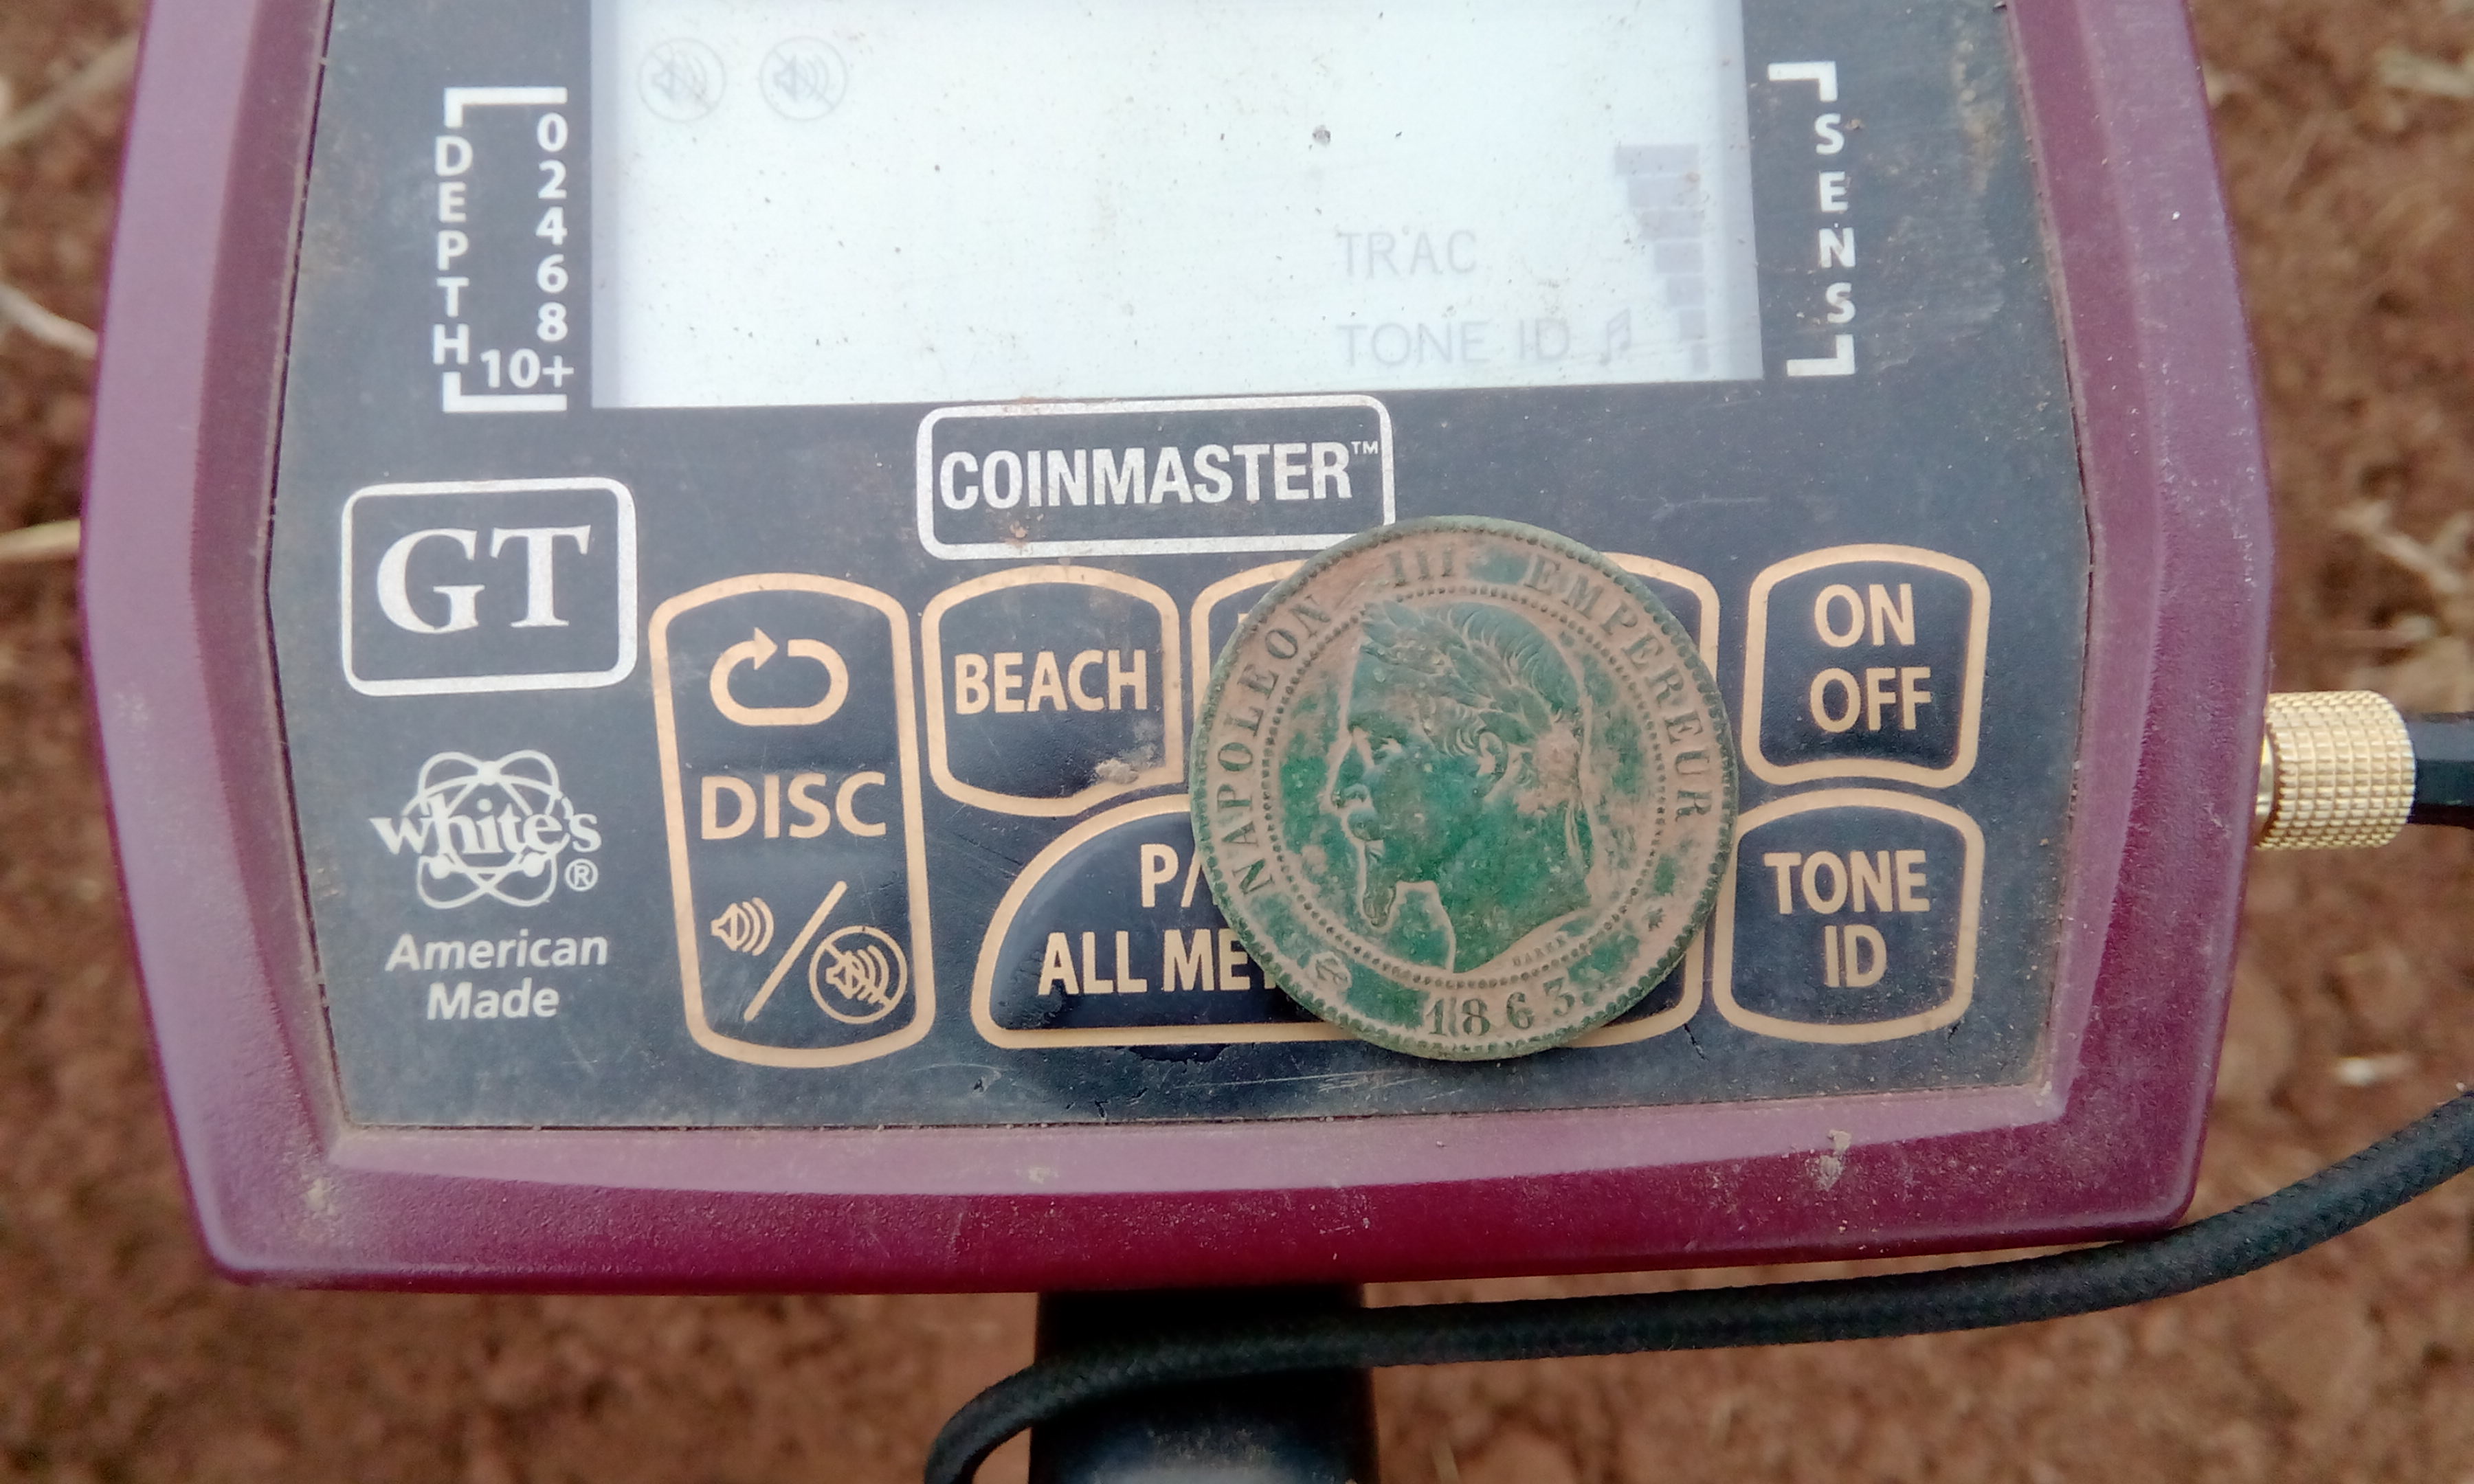 DEPTH
0
2
4
6
8
10+
TRAC
TONE ID
SENS
COINMASTER™
GT
DISC
BEACH
ON
OFF
P/
ALL MET
TONE
ID
white's®
American
Made
NAPOLEON III EMPEREUR
1863